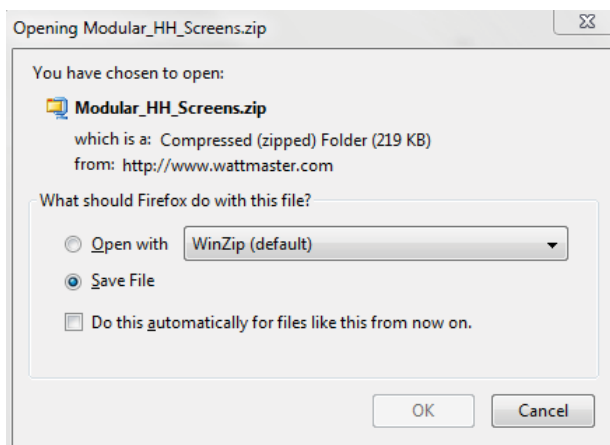 Opening Modular_HH_Screens.zip
You have chosen to open:
Modular_HH_Screens.zip
which is a: Compressed (zipped) Folder (219 KB)
from: http://www.wattmaster.com
What should Firefox do with this file?
Open with WinZip (default)
Save File
Do this automatically for files like this from now on.
OK Cancel